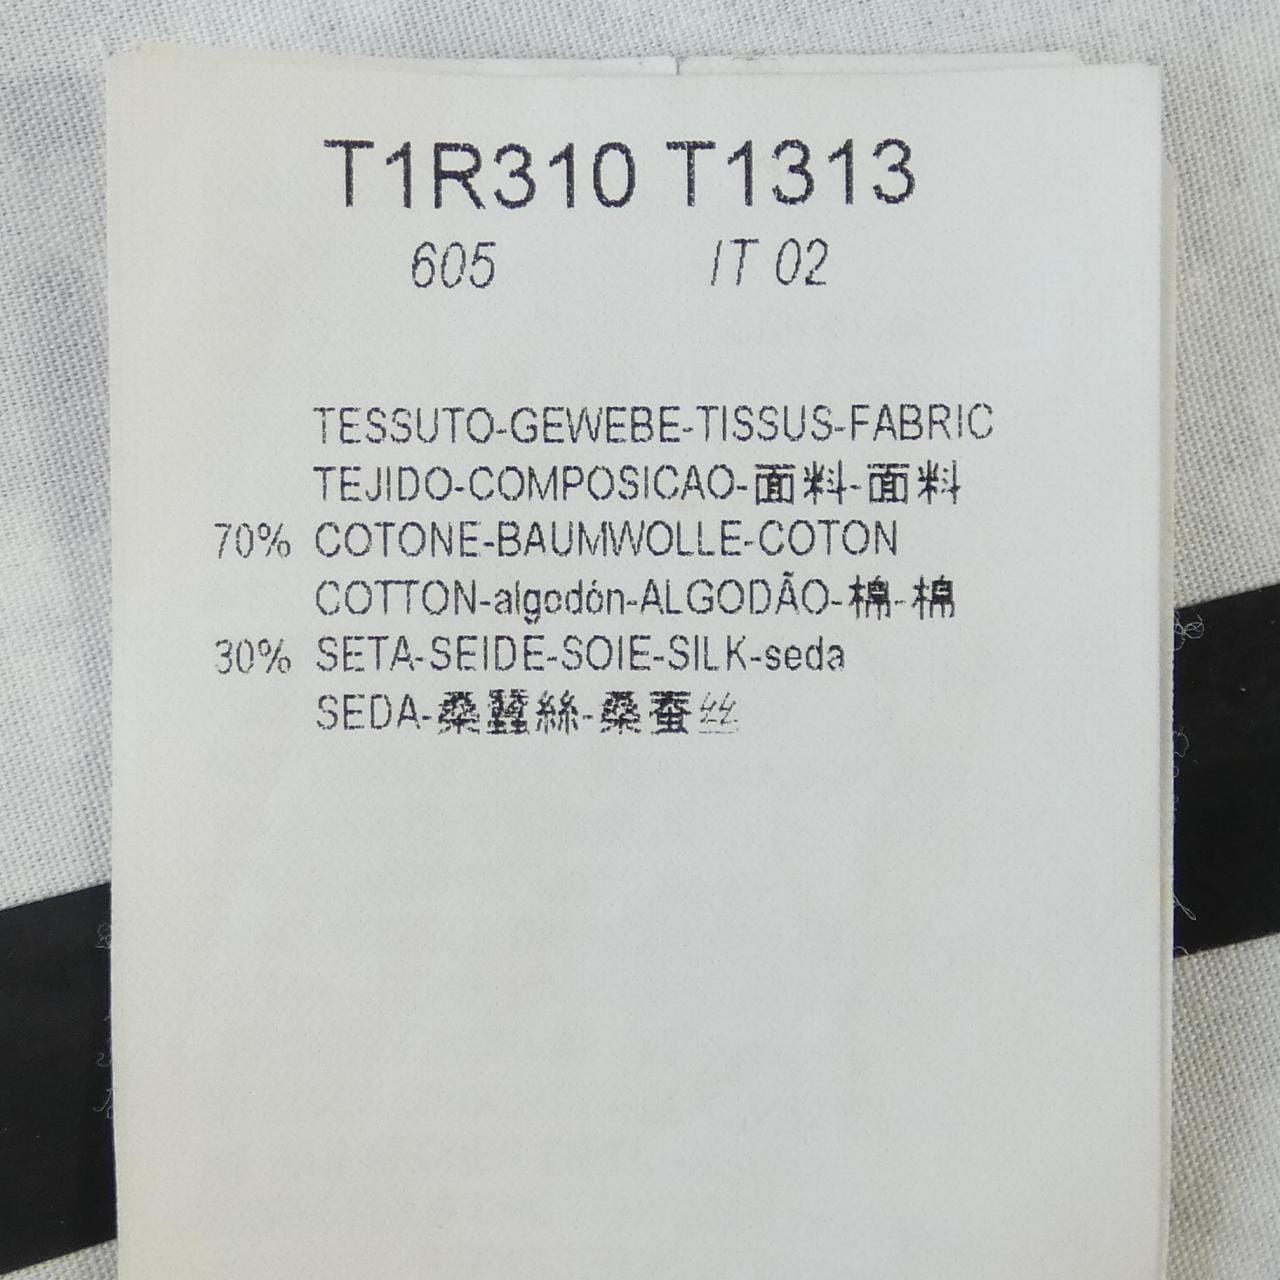 T1R310 T1313
605 IT 02
TESSUTO-GEWEBE-TISSUS-FABRIC
TEJIDO-COMPOSICAO-面料-面料
70% COTONE-BAUMWOLLE-COTON
COTTON-algodón-ALGODÃO-棉-棉
30% SETA-SEIDE-SOIE-SILK-seda
SEDA-桑蠶絲-桑蚕丝